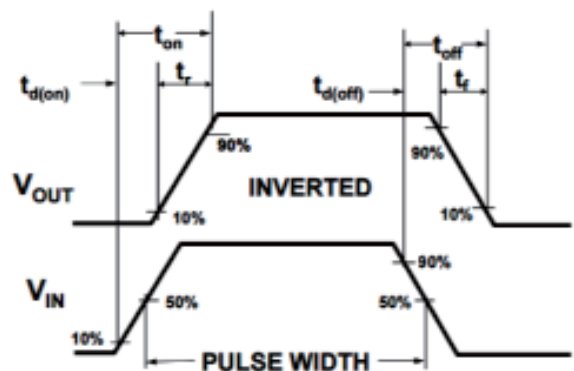 t_on t_off
t_r t_f
t_d(on) t_d(off)
90% 90%
V_OUT INVERTED
10% 10%
90%
V_IN 50% 50%
10%
PULSE WIDTH